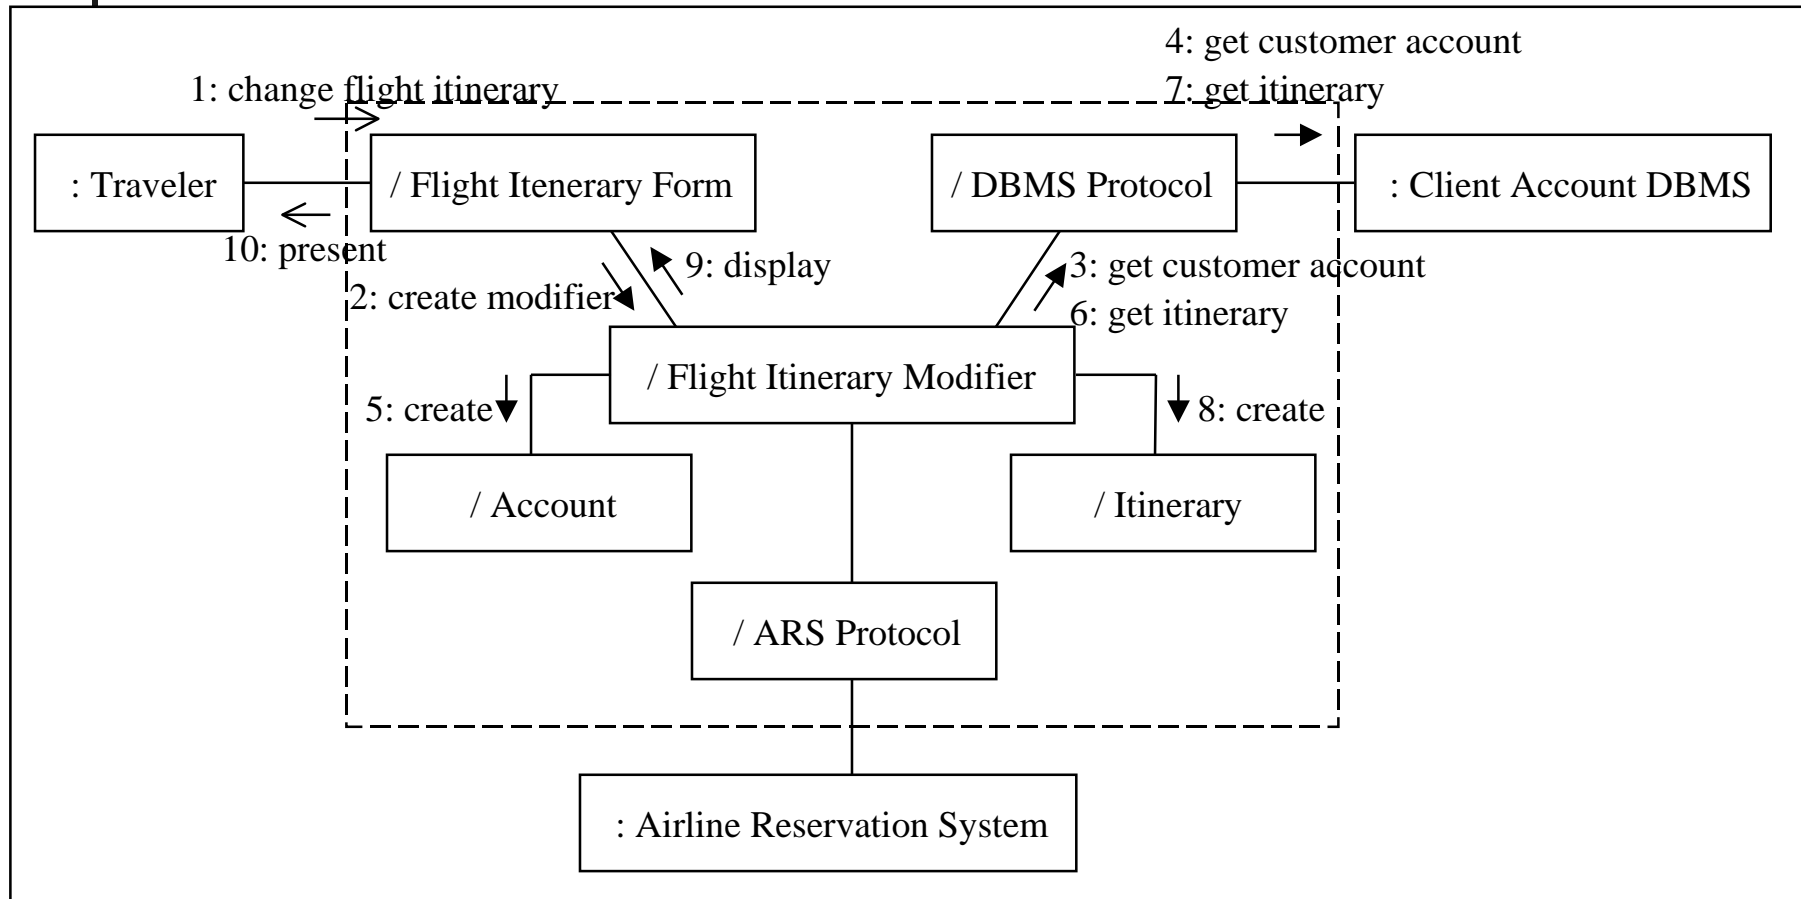 4: get customer account
1: change flight itinerary
7: get itinerary
: Traveler
/ Flight Itenerary Form
/ DBMS Protocol
: Client Account DBMS
10: present
9: display
3: get customer account
2: create modifier
6: get itinerary
/ Flight Itinerary Modifier
5: create
8: create
/ Account
/ Itinerary
/ ARS Protocol
: Airline Reservation System